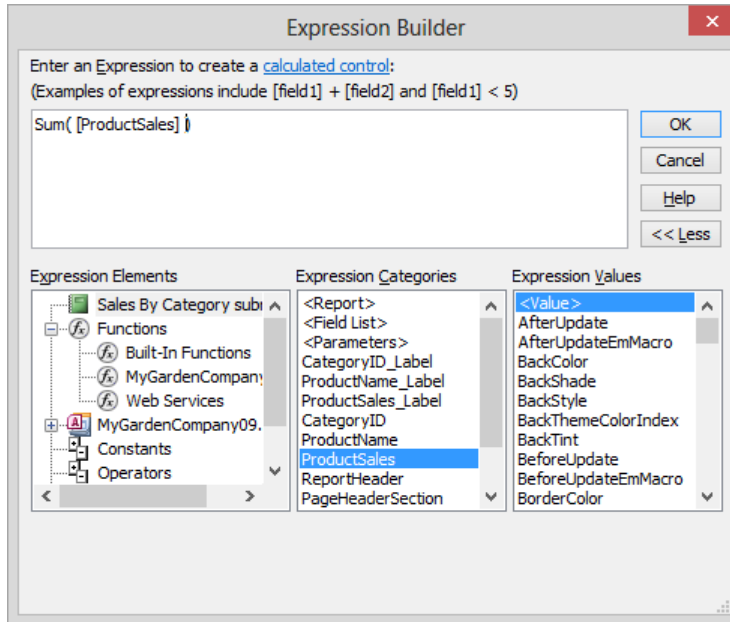 Expression Builder
Enter an Expression to create a calculated control:
(Examples of expressions include [field1] + [field2] and [field1] < 5)
Sum( [ProductSales] )
OK
Cancel
Help
<< Less
Expression Elements
Sales By Category
Functions
Built-In Functions
MyGardenCompany
Web Services
MyGardenCompany09.
Constants
Operators
Expression Categories
<Report>
<Field List>
<Parameters>
CategoryID_Label
ProductName_Label
ProductSales_Label
CategoryID
ProductName
ProductSales
ReportHeader
PageHeaderSection
Expression Values
<Value>
AfterUpdate
AfterUpdateEmMacro
BackColor
BackShade
BackStyle
BackThemeColorIndex
BackTint
BeforeUpdate
BeforeUpdateEmMacro
BorderColor